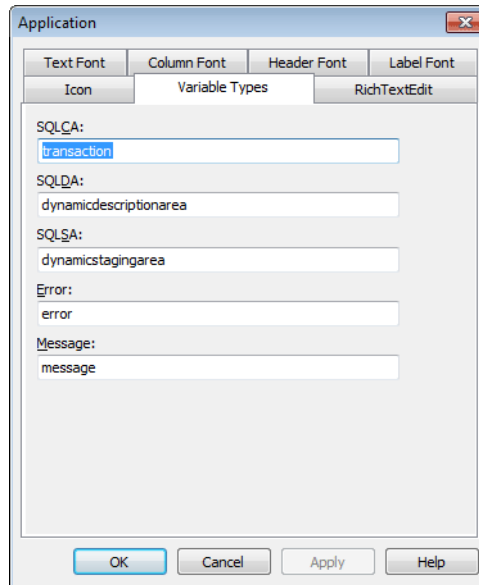 Application
Text Font Column Font Header Font Label Font
Icon Variable Types RichTextEdit
SQLCA:
transaction
SQLDA:
dynamicdescriptionarea
SQLSA:
dynamicstagingarea
Error:
error
Message:
message
OK Cancel Apply Help